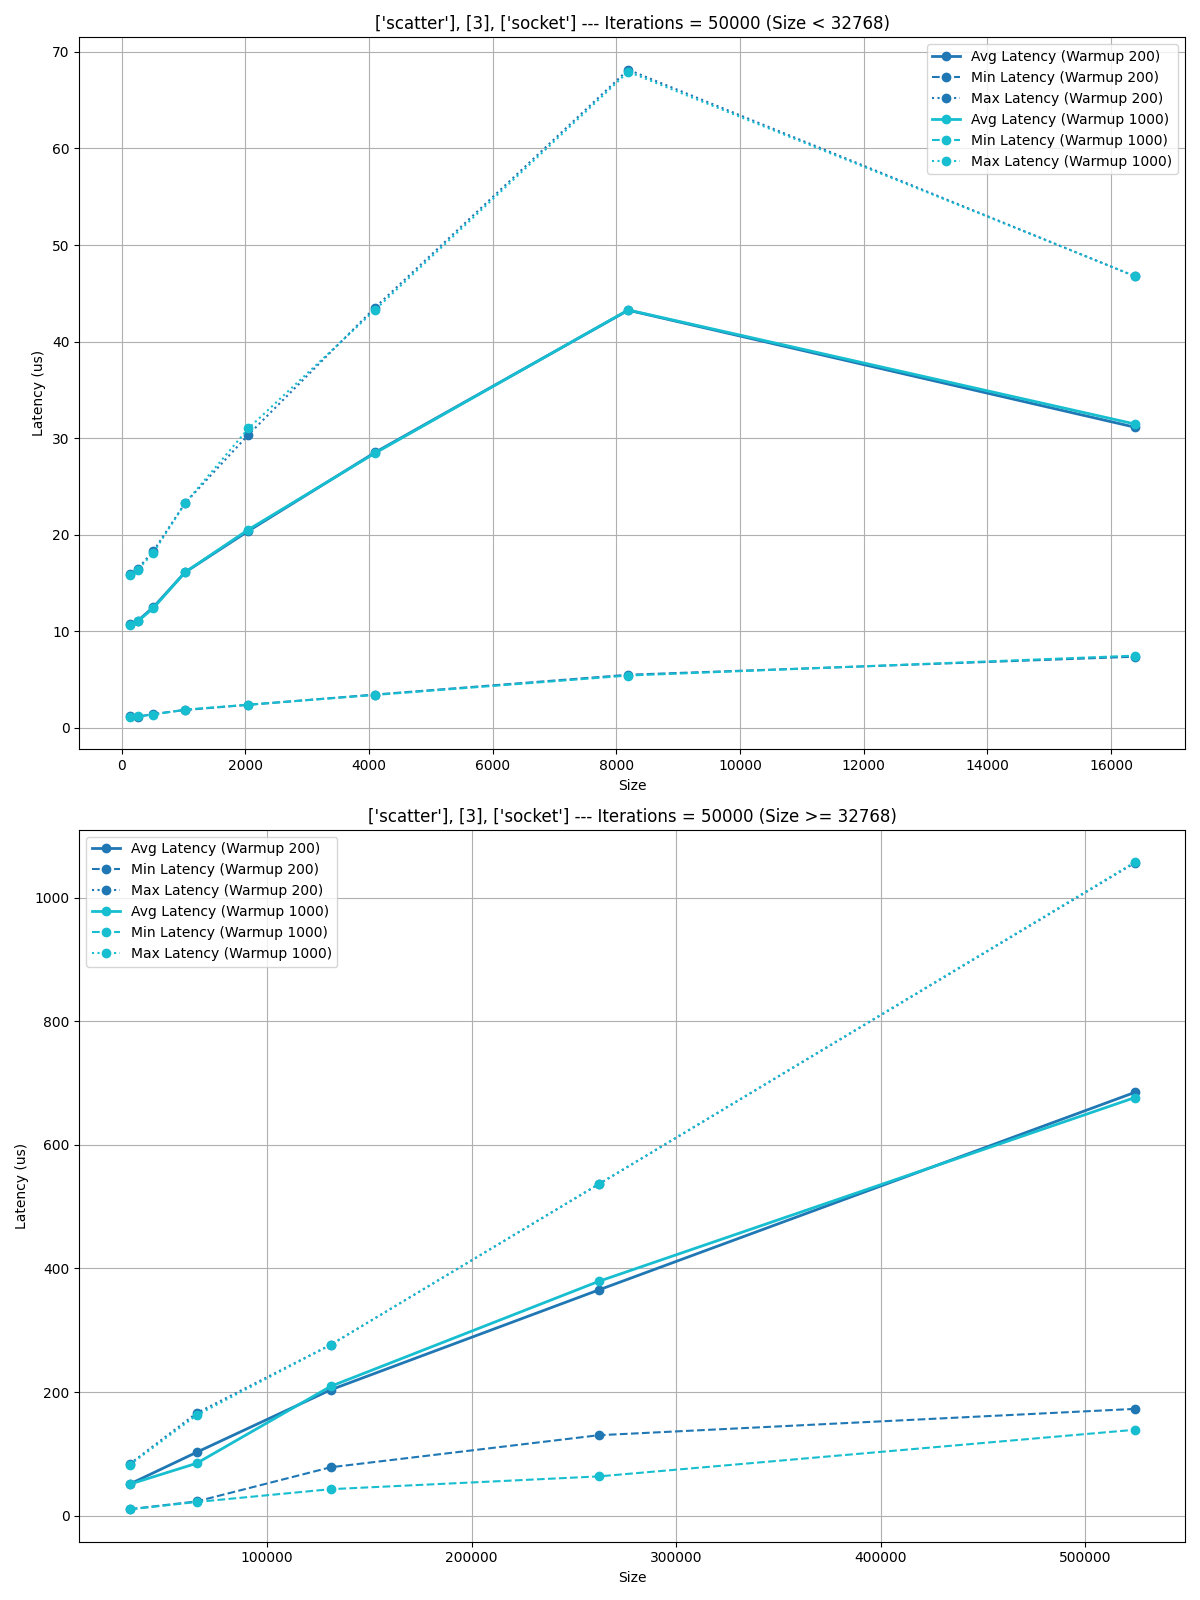 ['scatter'], [3], ['socket'] --- Iterations = 50000 (Size < 32768)
70
60
50
40
30
20
10
0
Latency (us)
Avg Latency (Warmup 200)
Min Latency (Warmup 200)
Max Latency (Warmup 200)
Avg Latency (Warmup 1000)
Min Latency (Warmup 1000)
Max Latency (Warmup 1000)
0 2000 4000 6000 8000 10000 12000 14000 16000
Size
['scatter'], [3], ['socket'] --- Iterations = 50000 (Size >= 32768)
Avg Latency (Warmup 200)
Min Latency (Warmup 200)
Max Latency (Warmup 200)
Avg Latency (Warmup 1000)
Min Latency (Warmup 1000)
Max Latency (Warmup 1000)
1000
800
600
400
200
0
Latency (us)
100000 200000 300000 400000 500000
Size